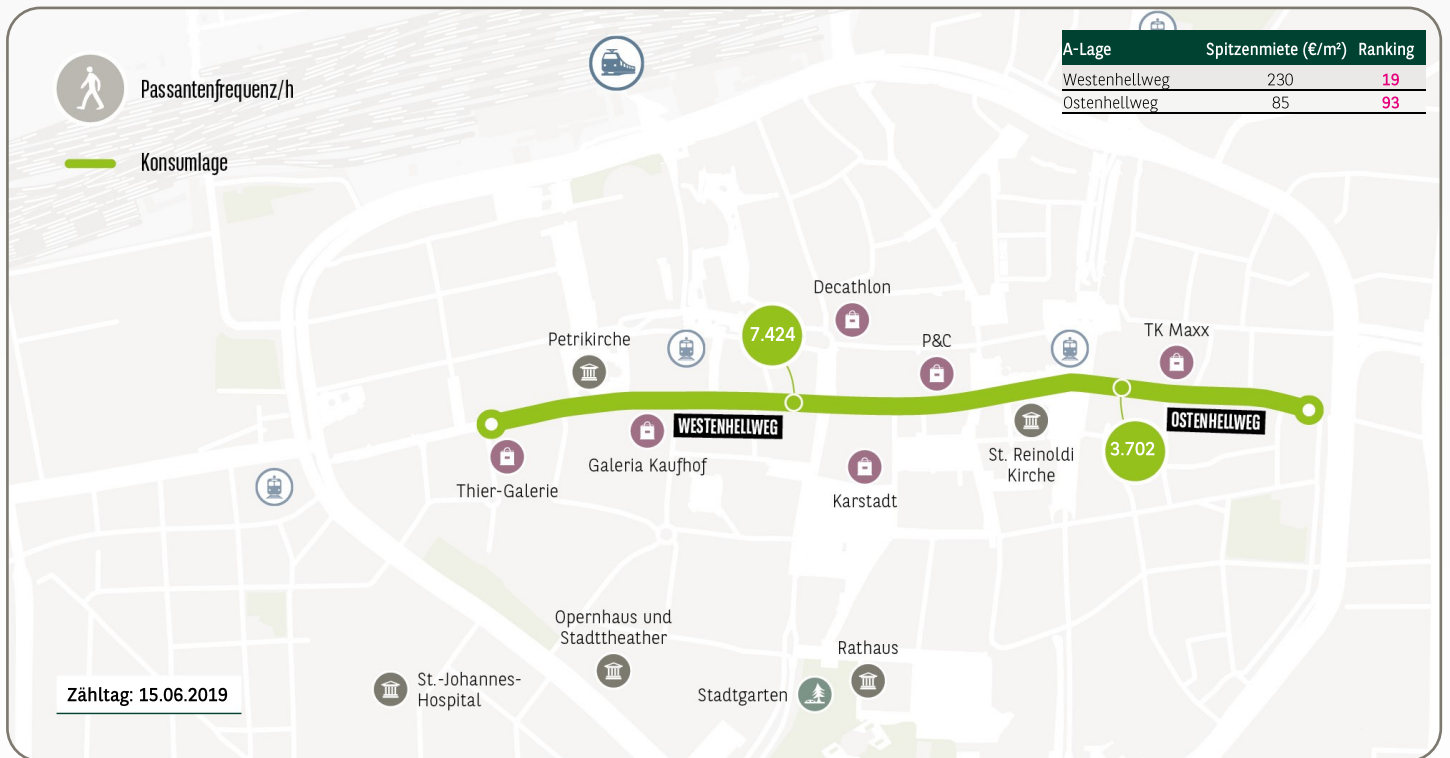 A-Lage Spitzenmiete (€/m²) Ranking
Westenhellweg 230 19
Ostenhellweg 85 93
Passantenfrequenz/h
Konsumlage
Decathlon
7.424
Petrikirche
P&C
TK Maxx
WESTENHELLWEG
OSTENHELLWEG
Galeria Kaufhof
St. Reinoldi
Kirche
3.702
Thier-Galerie
Karstadt
Opernhaus und
Stadttheather
Rathaus
St.-Johannes-
Hospital
Stadtgarten
Zähltag: 15.06.2019